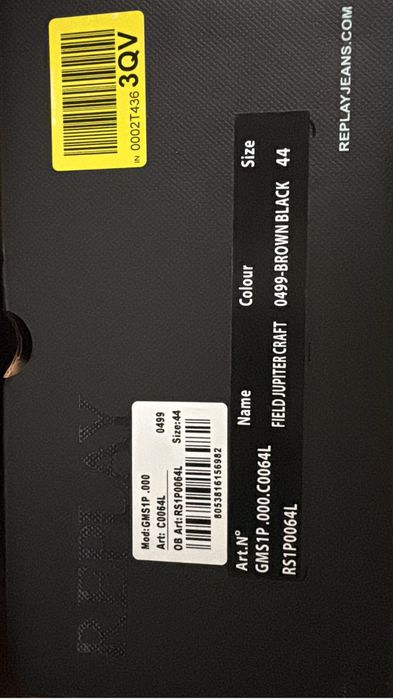 REPLAY
IN 0002T436 3QV
Mod:GMS1P .000
Art: C0064L 0499
OB Art:RS1P0064L Size:44
8053816156982
Art.N° Name Colour Size
GMS1P .000.C0064L FIELD JUPITER CRAFT 0499-BROWN BLACK 44
RS1P0064L
REPLAYJEANS.COM